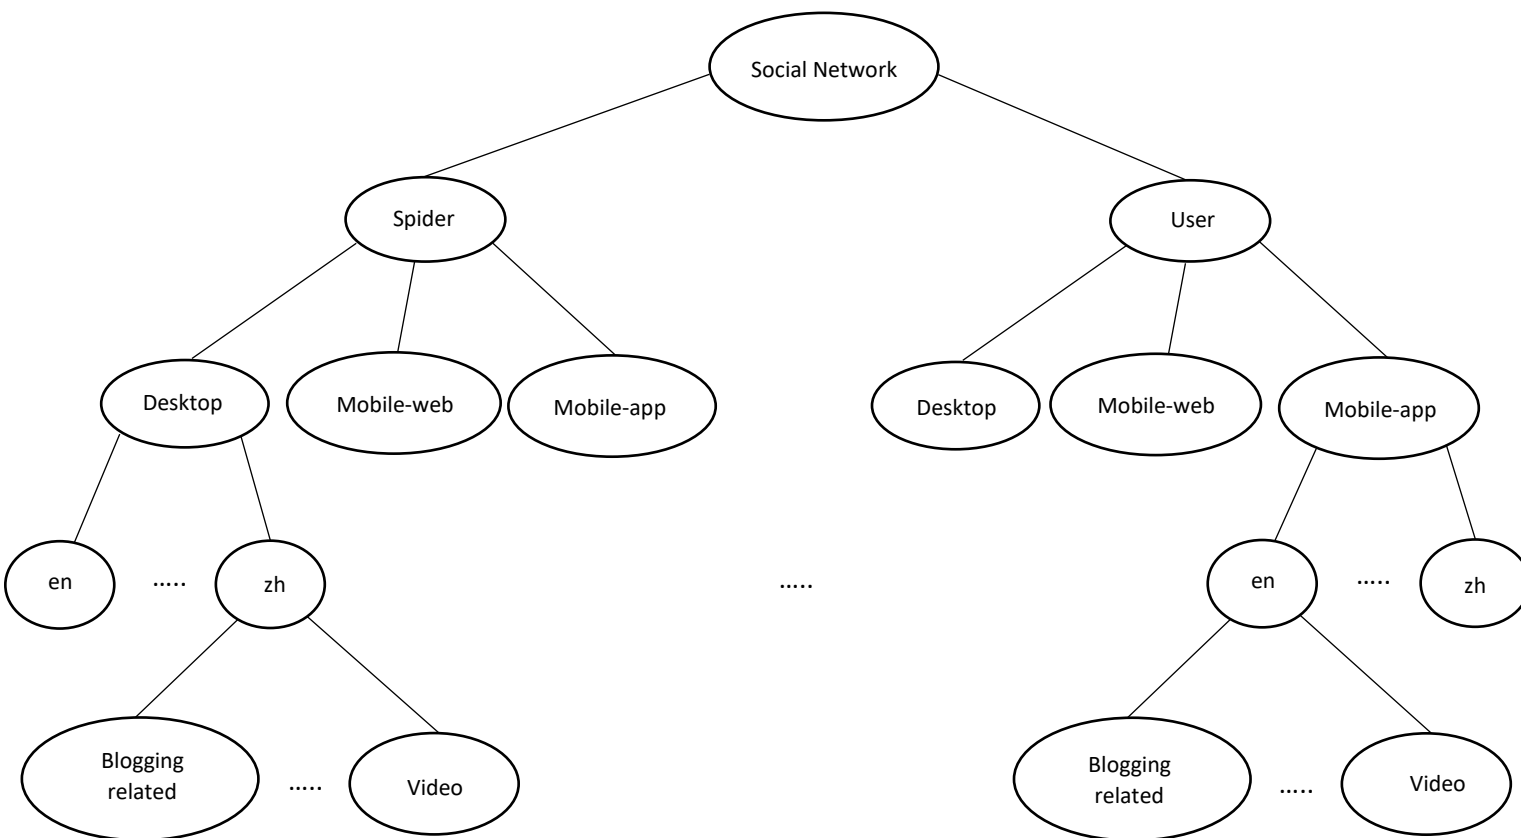 Social Network
Spider
User
Desktop
Mobile-web
Mobile-app
Desktop
Mobile-web
Mobile-app
en
.....
zh
.....
en
.....
zh
Blogging
related
.....
Video
Blogging
related
.....
Video